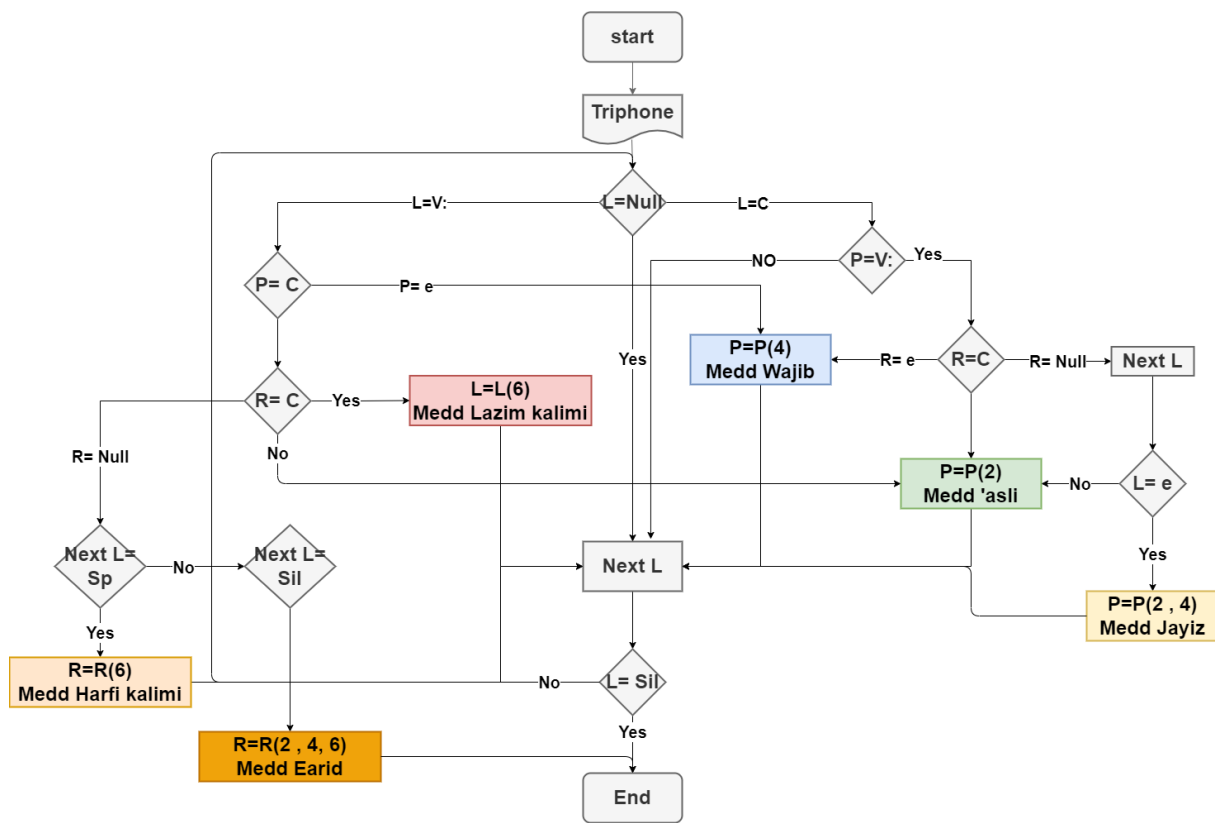 start
Triphone
L=Null
L=V:
L=C
P=V:
NO
Yes
P= C
P= e
Yes
P=P(4)
Medd Wajib
R= e
R=C
R= Null
Next L
R= C
Yes
L=L(6)
Medd Lazim kalimi
No
R= Null
P=P(2)
Medd 'asli
No
L= e
Next L=
Sp
No
Next L=
Sil
Next L
Yes
Yes
P=P(2 , 4)
Medd Jayiz
R=R(6)
Medd Harfi kalimi
No
L= Sil
Yes
R=R(2 , 4, 6)
Medd Earid
End